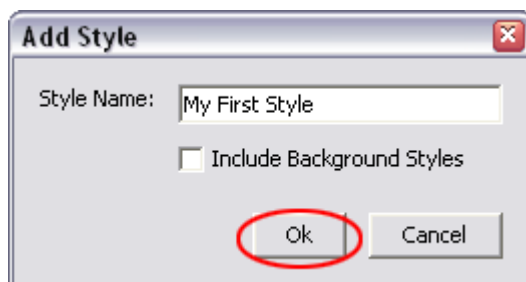 Add Style
Style Name: My First Style
Include Background Styles
Ok Cancel